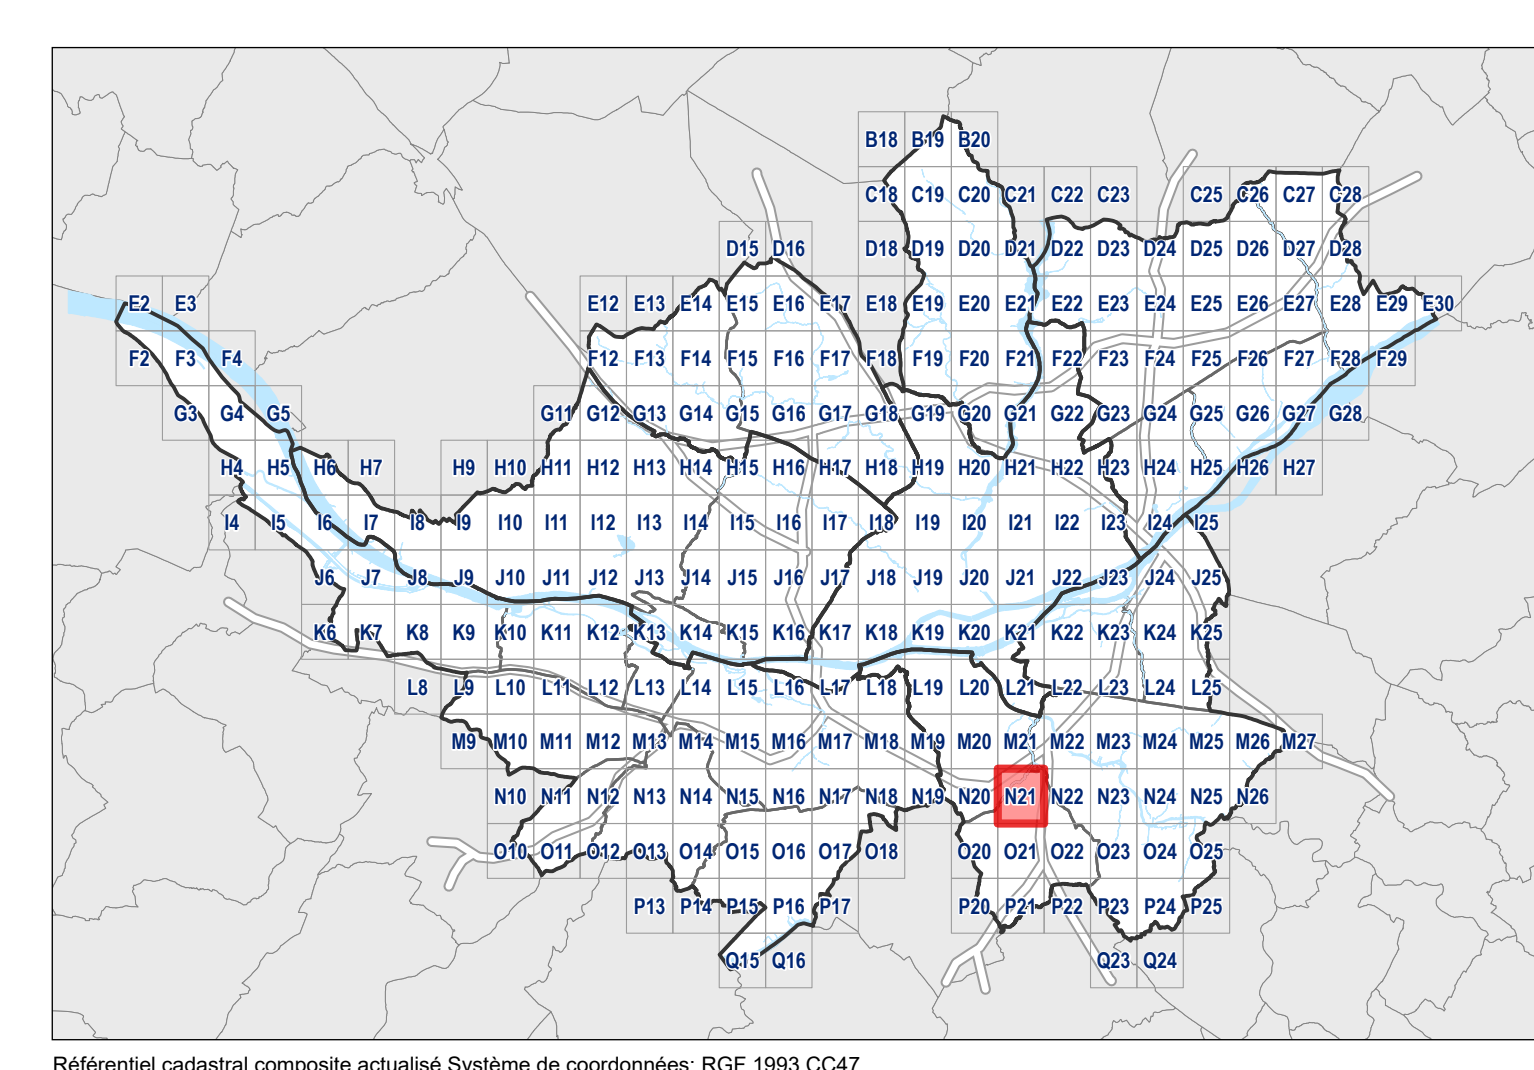 B18 B19 B20
C18 C19 C20 C21 C22 C23 C25 C26 C27 C28
D15 D16 D18 D19 D20 D21 D22 D23 D24 D25 D26 D27 D28
E2 E3 E12 E13 E14 E15 E16 E17 E18 E19 E20 E21 E22 E23 E24 E25 E26 E27 E28 E29 E30
F2 F3 F4 F12 F13 F14 F15 F16 F17 F18 F19 F20 F21 F22 F23 F24 F25 F26 F27 F28 F29
G3 G4 G5 G11 G12 G13 G14 G15 G16 G17 G18 G19 G20 G21 G22 G23 G24 G25 G26 G27 G28
H4 H5 H6 H7 H9 H10 H11 H12 H13 H14 H15 H16 H17 H18 H19 H20 H21 H22 H23 H24 H25 H26 H27
I4 I5 I6 I7 I8 I9 I10 I11 I12 I13 I14 I15 I16 I17 I18 I19 I20 I21 I22 I23 I24 I25
J6 J7 J8 J9 J10 J11 J12 J13 J14 J15 J16 J17 J18 J19 J20 J21 J22 J23 J24 J25
K6 K7 K8 K9 K10 K11 K12 K13 K14 K15 K16 K17 K18 K19 K20 K21 K22 K23 K24 K25
L8 L9 L10 L11 L12 L13 L14 L15 L16 L17 L18 L19 L20 L21 L22 L23 L24 L25
M9 M10 M11 M12 M13 M14 M15 M16 M17 M18 M19 M20 M21 M22 M23 M24 M25 M26 M27
N10 N11 N12 N13 N14 N15 N16 N17 N18 N19 N20 N21 N22 N23 N24 N25 N26
O10 O11 O12 O13 O14 O15 O16 O17 O18 O20 O21 O22 O23 O24 O25
P13 P14 P15 P16 P17 P20 P21 P22 P23 P24 P25
Q15 Q16 Q23 Q24
Référentiel cadastral composite actualisé Système de coordonnées: RGF 1993 CC47